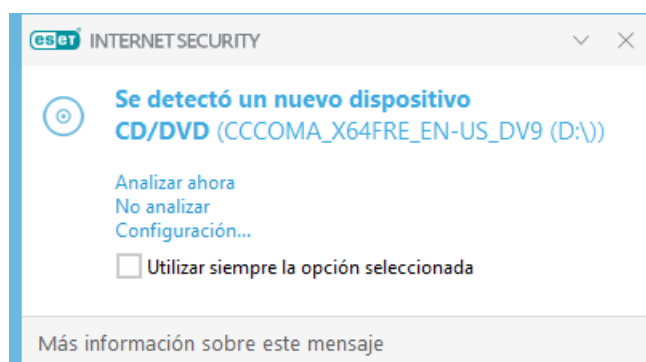 eset INTERNET SECURITY
Se detectó un nuevo dispositivo
CD/DVD (CCCOMA_X64FRE_EN-US_DV9 (D:\))
Analizar ahora
No analizar
Configuración...
Utilizar siempre la opción seleccionada
Más información sobre este mensaje